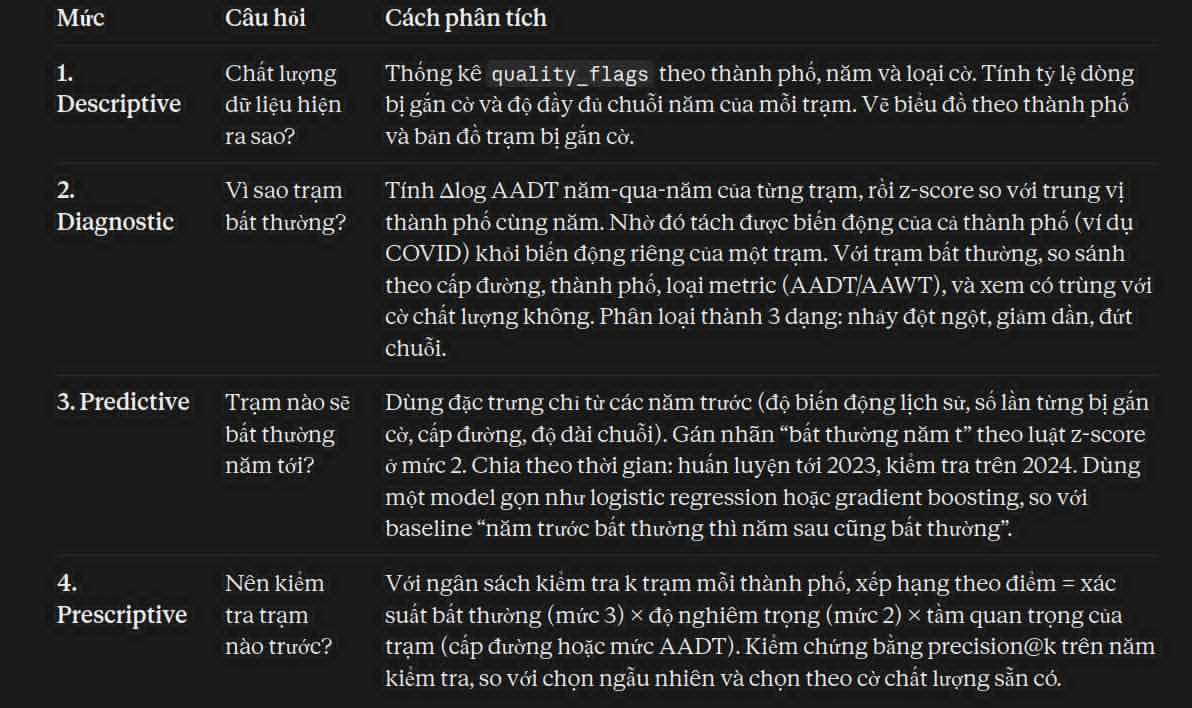 Mức Câu hỏi Cách phân tích
1. Descriptive
Chất lượng dữ liệu hiện ra sao?
Thống kê quality_flags theo thành phố, năm và loại cờ. Tính tỷ lệ dòng
bị gắn cờ và độ đầy đủ chuỗi năm của mỗi trạm. Vẽ biểu đồ theo thành phố
và bản đồ trạm bị gắn cờ.
2. Diagnostic
Vì sao trạm bất thường?
Tính Δlog AADT năm-qua-năm của từng trạm, rồi z-score so với trung vị
thành phố cùng năm. Nhờ đó tách được biến động của cả thành phố (ví dụ
COVID) khỏi biến động riêng của một trạm. Với trạm bất thường, so sánh
theo cấp đường, thành phố, loại metric (AADT/AAWT), và xem có trùng với
cờ chất lượng không. Phân loại thành 3 dạng: nhảy đột ngột, giảm dần, đứt
chuỗi.
3. Predictive
Trạm nào sẽ bất thường năm tới?
Dùng đặc trưng chỉ từ các năm trước (độ biến động lịch sử, số lần từng bị gắn
cờ, cấp đường, độ dài chuỗi). Gán nhãn “bất thường năm t” theo luật z-score
ở mức 2. Chia theo thời gian: huấn luyện tới 2023, kiểm tra trên 2024. Dùng
một model gọn như logistic regression hoặc gradient boosting, so với
baseline “năm trước bất thường thì năm sau cũng bất thường”.
4. Prescriptive
Nên kiểm tra trạm nào trước?
Với ngân sách kiểm tra k trạm mỗi thành phố, xếp hạng theo điểm = xác
suất bất thường (mức 3) × độ nghiêm trọng (mức 2) × tầm quan trọng của
trạm (cấp đường hoặc mức AADT). Kiểm chứng bằng precision@k trên năm
kiểm tra, so với chọn ngẫu nhiên và chọn theo cờ chất lượng sẵn có.